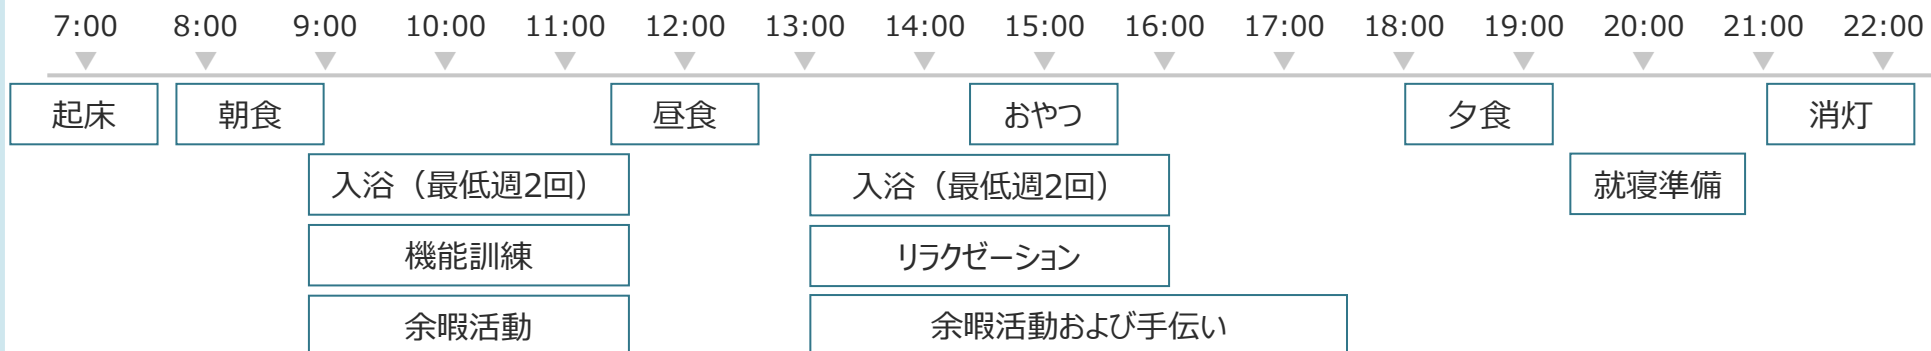 7:00 8:00 9:00 10:00 11:00 12:00 13:00 14:00 15:00 16:00 17:00 18:00 19:00 20:00 21:00 22:00
起床 朝食 昼食 おやつ 夕食 消灯
入浴（最低週2回） 入浴（最低週2回） 就寝準備
機能訓練 リラクゼーション
余暇活動 余暇活動および手伝い